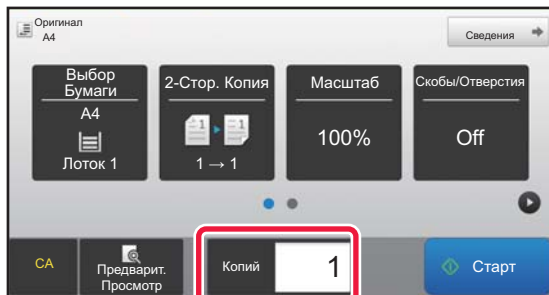 Оригинал
A4
Сведения
Выбор
Бумаги
A4
Лоток 1
2-Стор. Копия
1 → 1
Масштаб
100%
Скобы/Отверстия
Off
CA
Предварит.
Просмотр
Копий
1
Старт